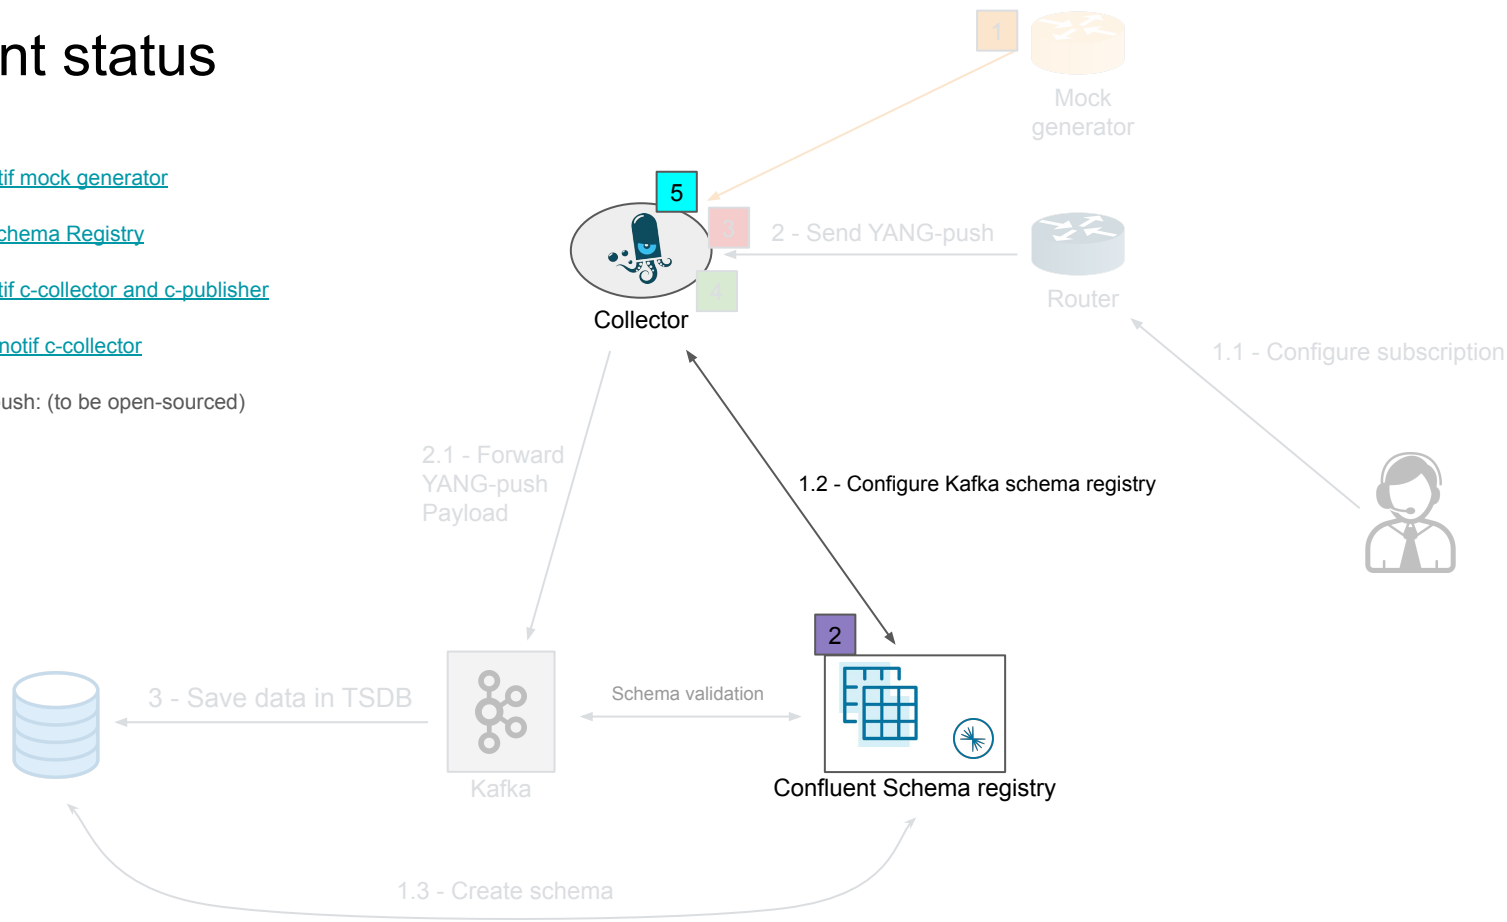 nt status
tif mock generator
chema Registry
tif c-collector and c-publisher
notif c-collector
ush: (to be open-sourced)
1
Mock
generator
5
3
2 - Send YANG-push
4
Collector
Router
1.1 - Configure subscription
2.1 - Forward
YANG-push
Payload
1.2 - Configure Kafka schema registry
2
3 - Save data in TSDB
Schema validation
Kafka
Confluent Schema registry
1.3 - Create schema